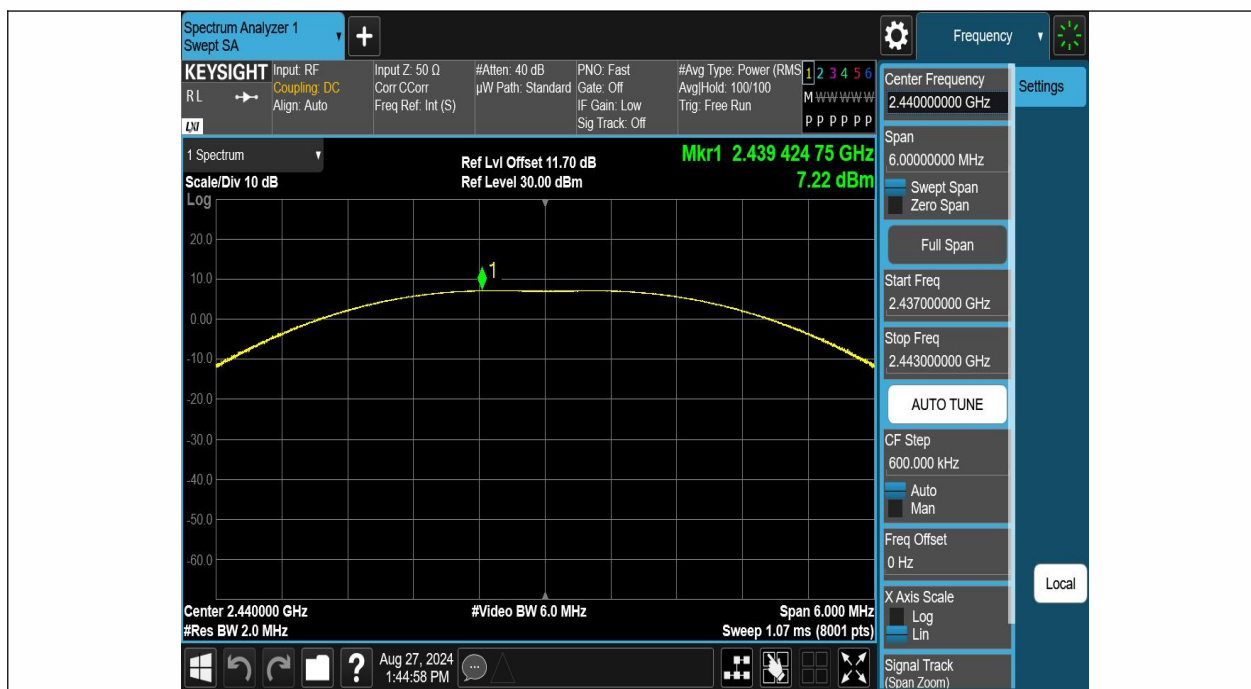 Spectrum Analyzer 1
Swept SA
+
Frequency
KEYSIGHT
RL
LXI
Input: RF
Coupling: DC
Align: Auto
Input Z: 50 Ω
Corr CCorr
Freq Ref: Int (S)
#Atten: 40 dB
µW Path: Standard
PNO: Fast
Gate: Off
IF Gain: Low
Sig Track: Off
#Avg Type: Power (RMS
Avg|Hold: 100/100
Trig: Free Run
1 2 3 4 5 6
M W W W W W
P P P P P P
1 Spectrum
Scale/Div 10 dB
Log
Ref Lvl Offset 11.70 dB
Ref Level 30.00 dBm
Mkr1 2.439 424 75 GHz
7.22 dBm
1
20.0
10.0
0.00
-10.0
-20.0
-30.0
-40.0
-50.0
-60.0
Center 2.440000 GHz
#Res BW 2.0 MHz
#Video BW 6.0 MHz
Span 6.000 MHz
Sweep 1.07 ms (8001 pts)
?
Aug 27, 2024
1:44:58 PM
Center Frequency
2.440000000 GHz
Settings
Span
6.00000000 MHz
Swept Span
Zero Span
Full Span
Start Freq
2.437000000 GHz
Stop Freq
2.443000000 GHz
AUTO TUNE
CF Step
600.000 kHz
Auto
Man
Freq Offset
0 Hz
X Axis Scale
Log
Lin
Local
Signal Track
(Span Zoom)